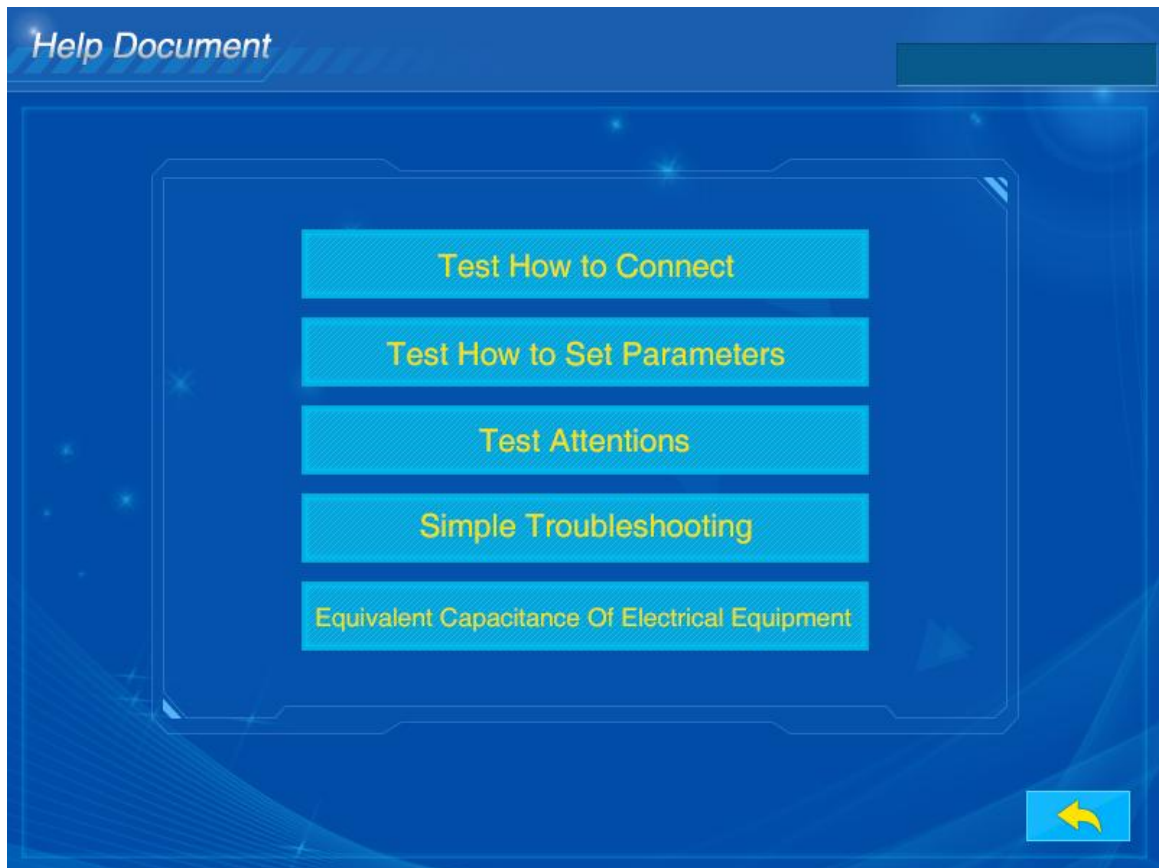 Help Document
Test How to Connect
Test How to Set Parameters
Test Attentions
Simple Troubleshooting
Equivalent Capacitance Of Electrical Equipment